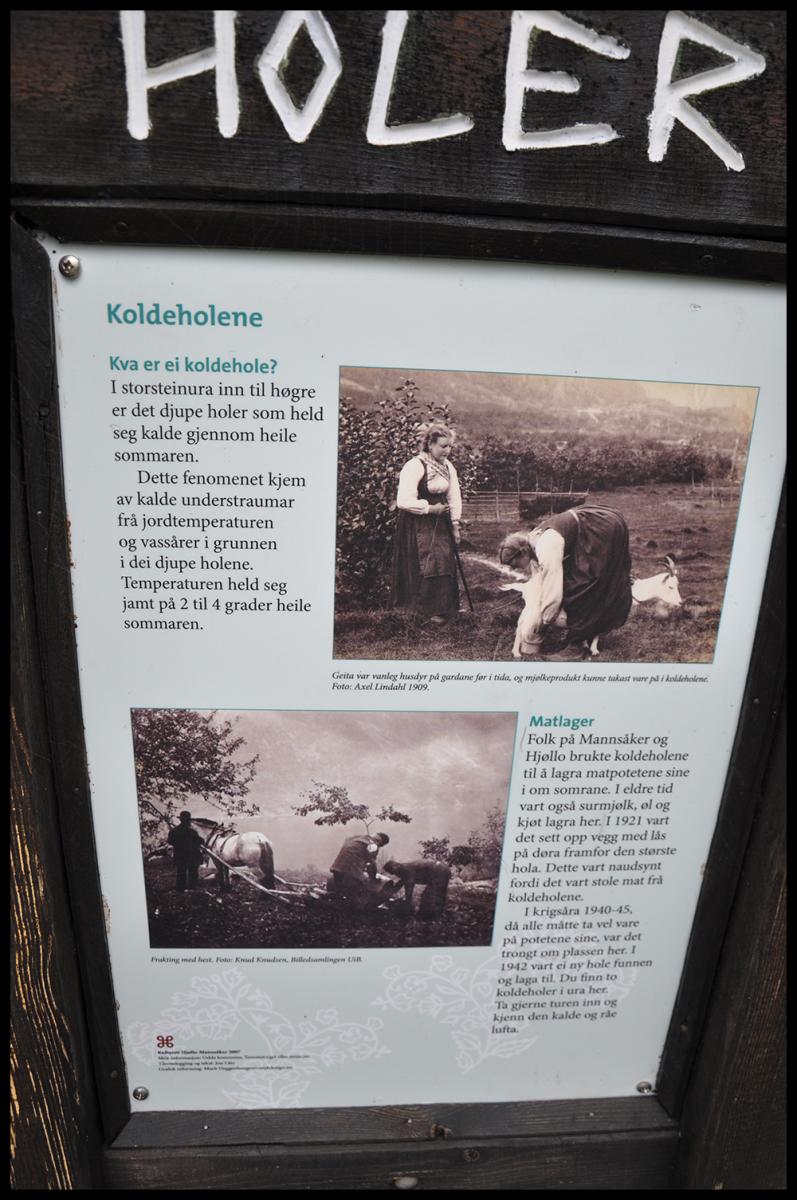 HOLER
Koldeholene
Kva er ei koldehole?
I storsteinura inn til høgre
er det djupe holer som held
seg kalde gjennom heile
sommaren.
Dette fenomenet kjem
av kalde understraumar
frå jordtemperaturen
og vassårer i grunnen
i dei djupe holene.
Temperaturen held seg
jamt på 2 til 4 grader heile
sommaren.
Geita var vanleg husdyr på gardane før i tida, og mjølkeprodukt kunne takast vare på i koldeholene.
Foto: Axel Lindahl 1909.
Matlager
Folk på Mannsåker og
Hjøllo brukte koldeholene
til å lagra matpotetene sine
i om somrane. I eldre tid
vart også surmjølk, øl og
kjøt lagra her. I 1921 vart
det sett opp vegg med lås
på døra framfor den største
hola. Dette vart naudsynt
fordi det vart stole mat frå
koldeholene.
I krigsåra 1940-45,
då alle måtte ta vel vare
på potetene sine, var det
trongt om plassen her. I
1942 vart ei ny hole funnen
og laga til. Du finn to
koldeholer i ura her.
Ta gjerne turen inn og
kjenn den kalde og råe
lufta.
Frakting med hest. Foto: Knud Knudsen, Billedsamlingen UiB.
Kultursti Hjøllo-Mannsåker 2007